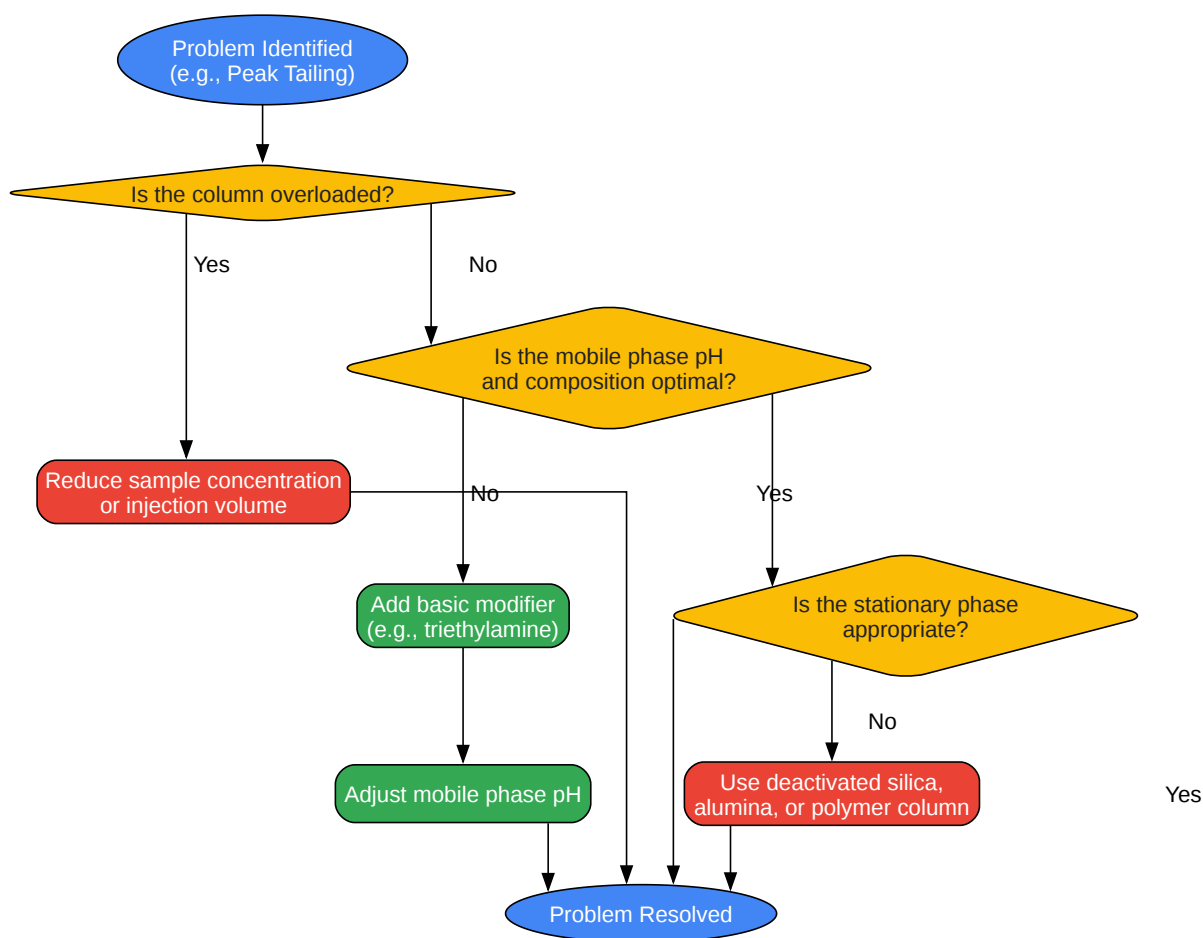 Problem Identified
(e.g., Peak Tailing)
Is the column overloaded?
Yes
No
Is the mobile phase pH
and composition optimal?
Reduce sample concentration
or injection volume
No
Yes
Add basic modifier
(e.g., triethylamine)
Is the stationary phase
appropriate?
No
Adjust mobile phase pH
Use deactivated silica,
alumina, or polymer column
Yes
Problem Resolved